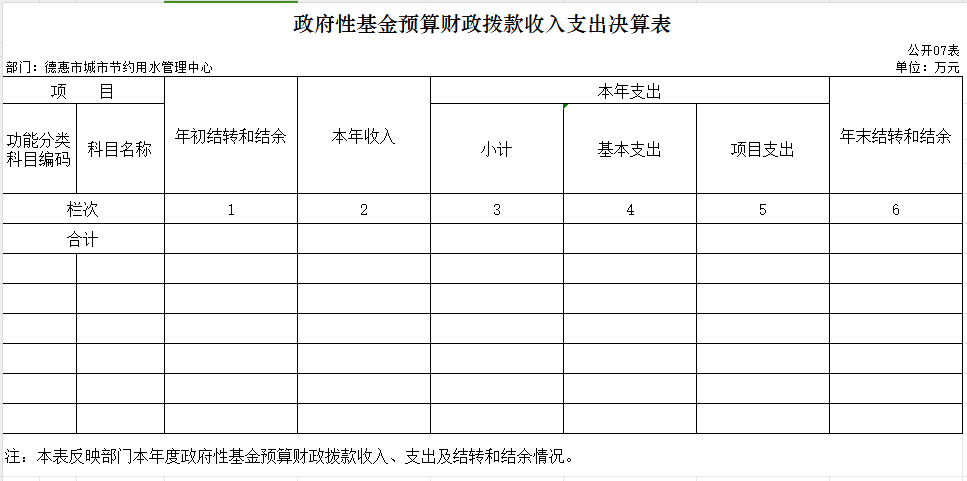 政府性基金预算财政拨款收入支出决算表
公开07表
部门：德惠市城市节约用水管理中心 单位：万元
项 目 年初结转和结余 本年收入 本年支出 年末结转和结余
功能分类科目编码 科目名称 小计 基本支出 项目支出
栏次 1 2 3 4 5 6
合计
注：本表反映部门本年度政府性基金预算财政拨款收入、支出及结转和结余情况。